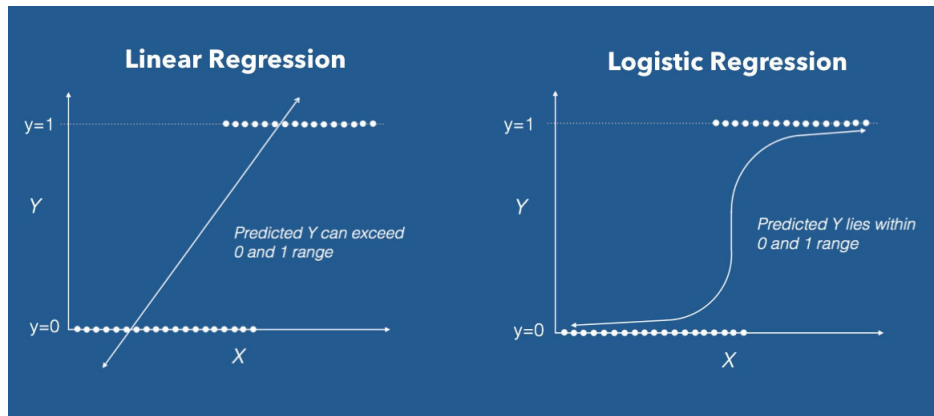 Linear Regression
y=1
Y
Predicted Y can exceed
0 and 1 range
y=0
X
Logistic Regression
y=1
Y
Predicted Y lies within
0 and 1 range
y=0
X